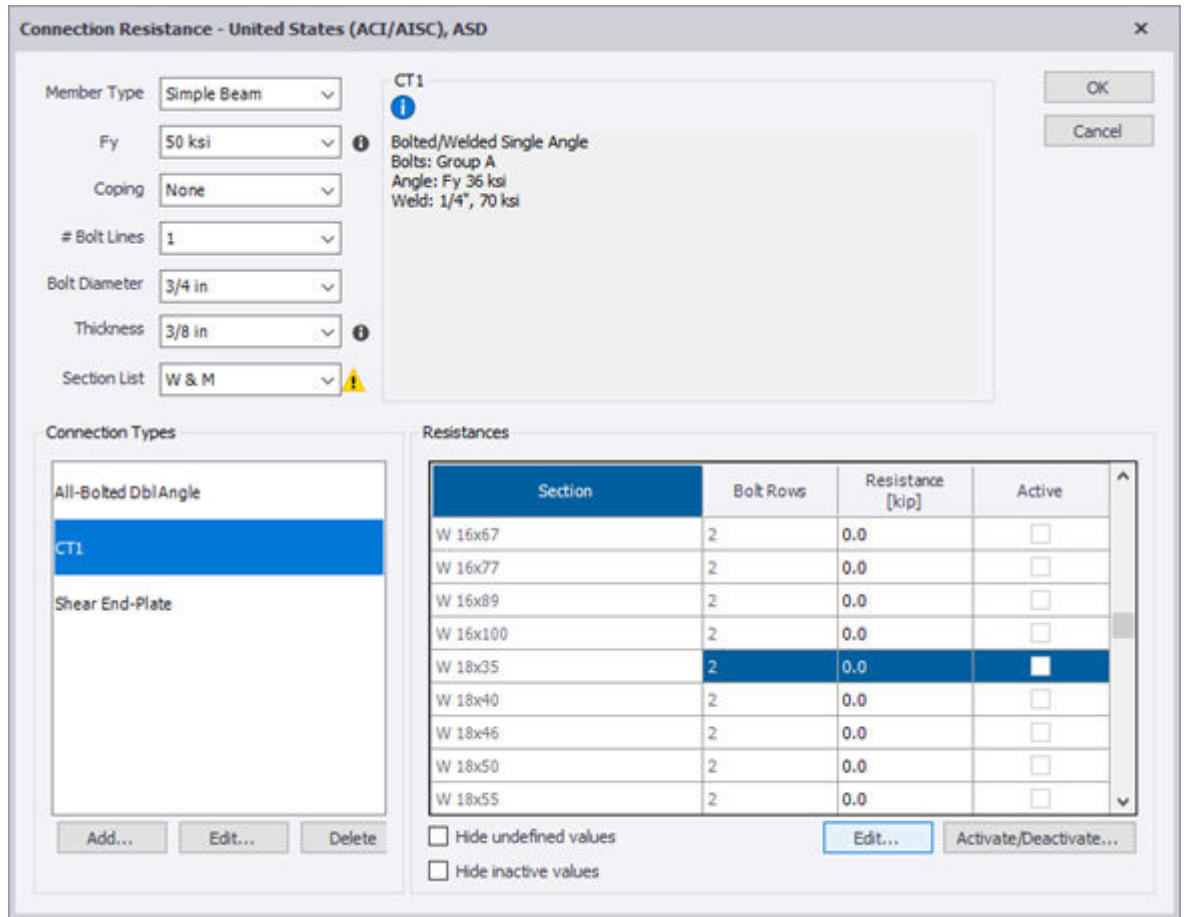 Connection Resistance - United States (ACI/AISC), ASD
Member Type Simple Beam
Fy 50 ksi
Coping None
# Bolt Lines 1
Bolt Diameter 3/4 in
Thickness 3/8 in
Section List W & M
CT1
Bolted/Welded Single Angle
Bolts: Group A
Angle: Fy 36 ksi
Weld: 1/4", 70 ksi
OK
Cancel
Connection Types
All-Bolted DblAngle
CT1
Shear End-Plate
Add... Edit... Delete
Resistances
Section Bolt Rows Resistance [kip] Active
W 16x67 2 0.0
W 16x77 2 0.0
W 16x89 2 0.0
W 16x100 2 0.0
W 18x35 2 0.0
W 18x40 2 0.0
W 18x46 2 0.0
W 18x50 2 0.0
W 18x55 2 0.0
Hide undefined values
Edit... Activate/Deactivate...
Hide inactive values